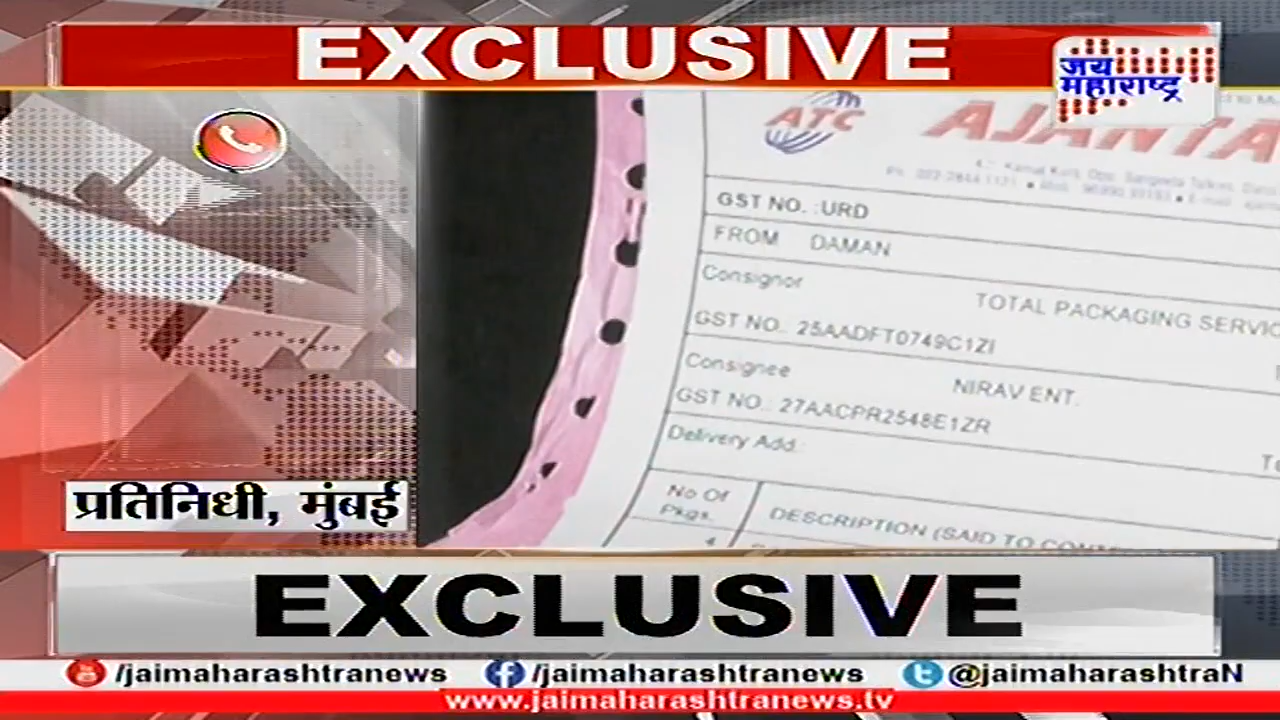 EXCLUSIVE
जय
महाराष्ट्र
ATC
AJANTA
GST NO. :URD
FROM DAMAN
Consignor
TOTAL PACKAGING SERVIC
GST NO.: 25AADFT0749C1ZI
Consignee
NIRAV ENT.
GST NO.: 27AACPR2548E1ZR
Delivery Add:
No Of
Pkgs.
DESCRIPTION (SAID TO
4
प्रतिनिधी, मुंबई
EXCLUSIVE
/jaimaharashtranews /jaimaharashtranews @jaimaharashtraN
www.jaimaharashtranews.tv